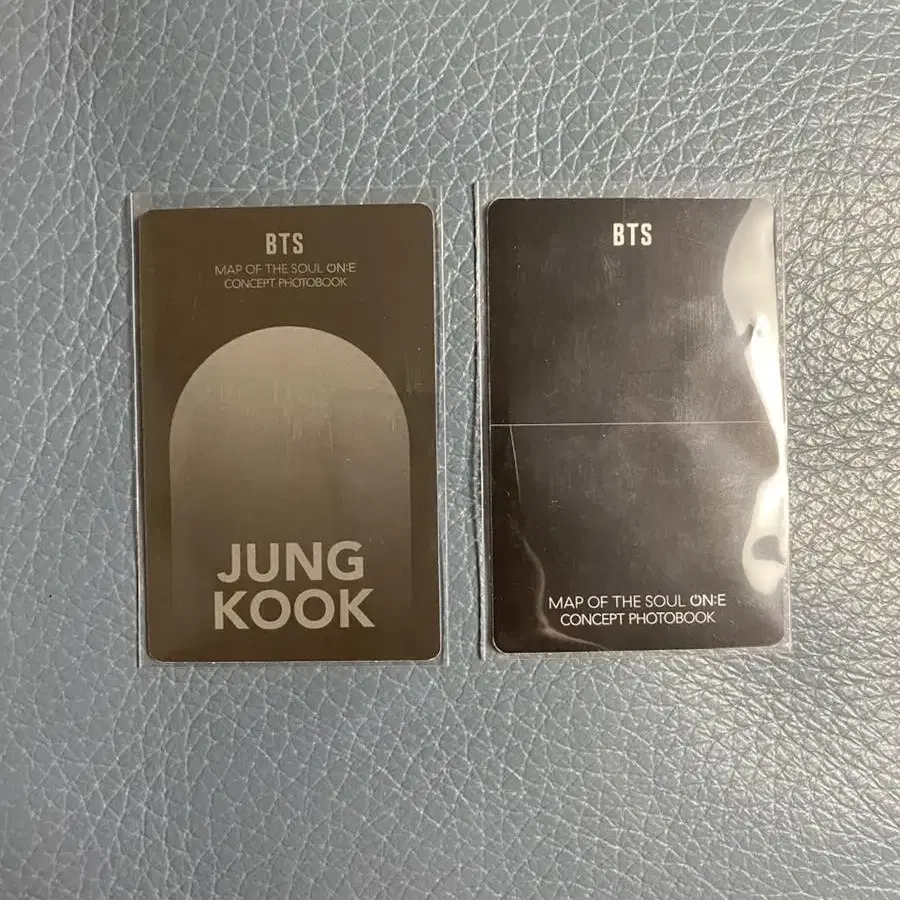 BTS
MAP OF THE SOUL ON:E
CONCEPT PHOTOBOOK
JUNG
KOOK
BTS
MAP OF THE SOUL ON:E
CONCEPT PHOTOBOOK